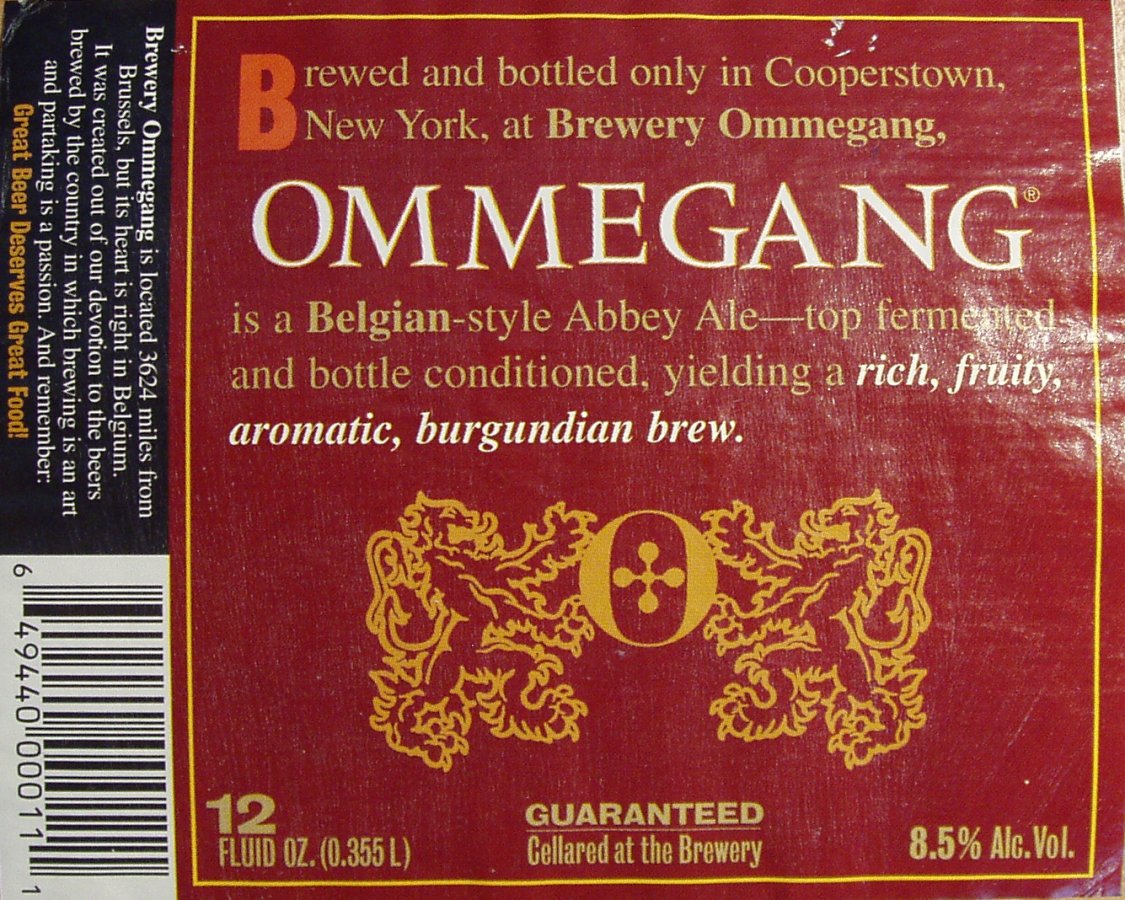 Brewed and bottled only in Cooperstown,
New York, at Brewery Ommegang,
OMMEGANG®
is a Belgian-style Abbey Ale—top fermented
and bottle conditioned, yielding a rich, fruity,
aromatic, burgundian brew.
O
12
FLUID OZ. (0.355 L)
GUARANTEED
Cellared at the Brewery
8.5% Alc. Vol.
Brewery Ommegang is located 3624 miles from
Brussels, but its heart is right in Belgium.
It was created out of our devotion to the beers
brewed by the country in which brewing is an art
and partaking is a passion. And remember:
Great Beer Deserves Great Food!
6 49440 00011 1